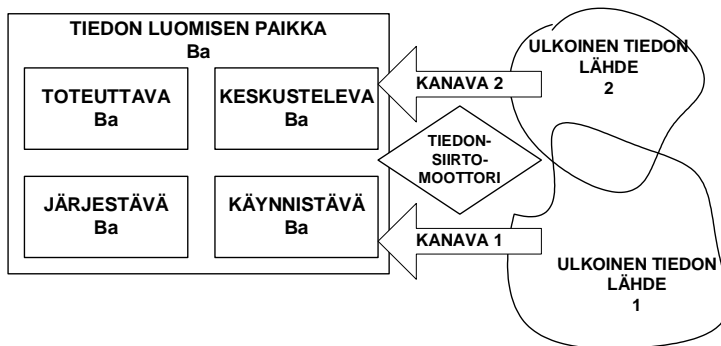 TIEDON LUOMISEN PAIKKA
Ba
TOTEUTTAVA
Ba
KESKUSTELEVA
Ba
JÄRJESTÄVÄ
Ba
KÄYNNISTÄVÄ
Ba
KANAVA 2
TIEDON-
SIIRTO-
MOOTTORI
KANAVA 1
ULKOINEN TIEDON
LÄHDE
2
ULKOINEN TIEDON
LÄHDE
1